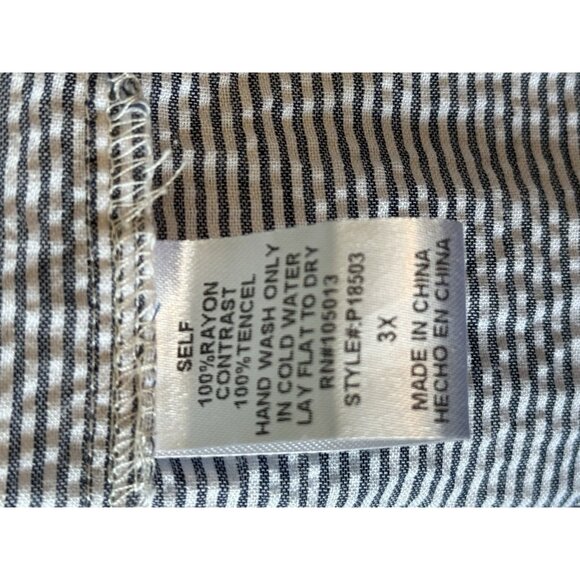 SELF
100%RAYON
CONTRAST
100%TENCEL
HAND WASH ONLY
IN COLD WATER
LAY FLAT TO DRY
RN#105013
STYLE#:P18503
3X
MADE IN CHINA
HECHO EN CHINA